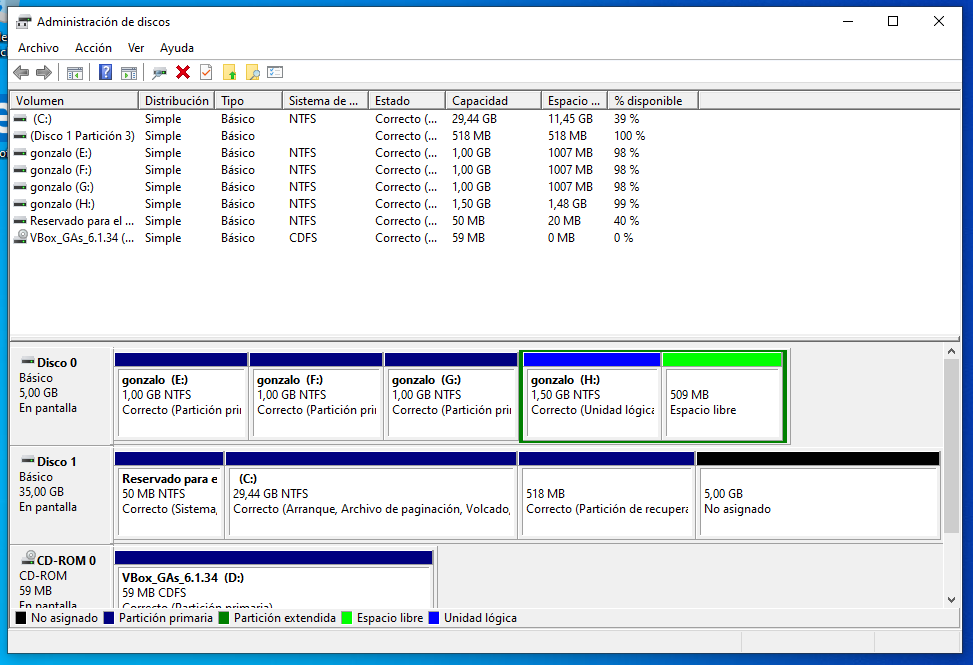 Administración de discos
Archivo Acción Ver Ayuda
Volumen Distribución Tipo Sistema de ... Estado Capacidad Espacio ... % disponible
(C:) Simple Básico NTFS Correcto (... 29,44 GB 11,45 GB 39 %
(Disco 1 Partición 3) Simple Básico Correcto (... 518 MB 518 MB 100 %
gonzalo (E:) Simple Básico NTFS Correcto (... 1,00 GB 1007 MB 98 %
gonzalo (F:) Simple Básico NTFS Correcto (... 1,00 GB 1007 MB 98 %
gonzalo (G:) Simple Básico NTFS Correcto (... 1,00 GB 1007 MB 98 %
gonzalo (H:) Simple Básico NTFS Correcto (... 1,50 GB 1,48 GB 99 %
Reservado para el ... Simple Básico NTFS Correcto (... 50 MB 20 MB 40 %
VBox_GAs_6.1.34 (... Simple Básico CDFS Correcto (... 59 MB 0 MB 0 %
Disco 0
Básico
5,00 GB
En pantalla
gonzalo (E:)
1,00 GB NTFS
Correcto (Partición pri
gonzalo (F:)
1,00 GB NTFS
Correcto (Partición pri
gonzalo (G:)
1,00 GB NTFS
Correcto (Partición pri
gonzalo (H:)
1,50 GB NTFS
Correcto (Unidad lógica
509 MB
Espacio libre
Disco 1
Básico
35,00 GB
En pantalla
Reservado para e
50 MB NTFS
Correcto (Sistema,
(C:)
29,44 GB NTFS
Correcto (Arranque, Archivo de paginación, Volcado,
518 MB
Correcto (Partición de recupera
5,00 GB
No asignado
CD-ROM 0
CD-ROM
59 MB
En pantalla
VBox_GAs_6.1.34 (D:)
59 MB CDFS
Correcto (Partición primaria)
No asignado Partición primaria Partición extendida Espacio libre Unidad lógica